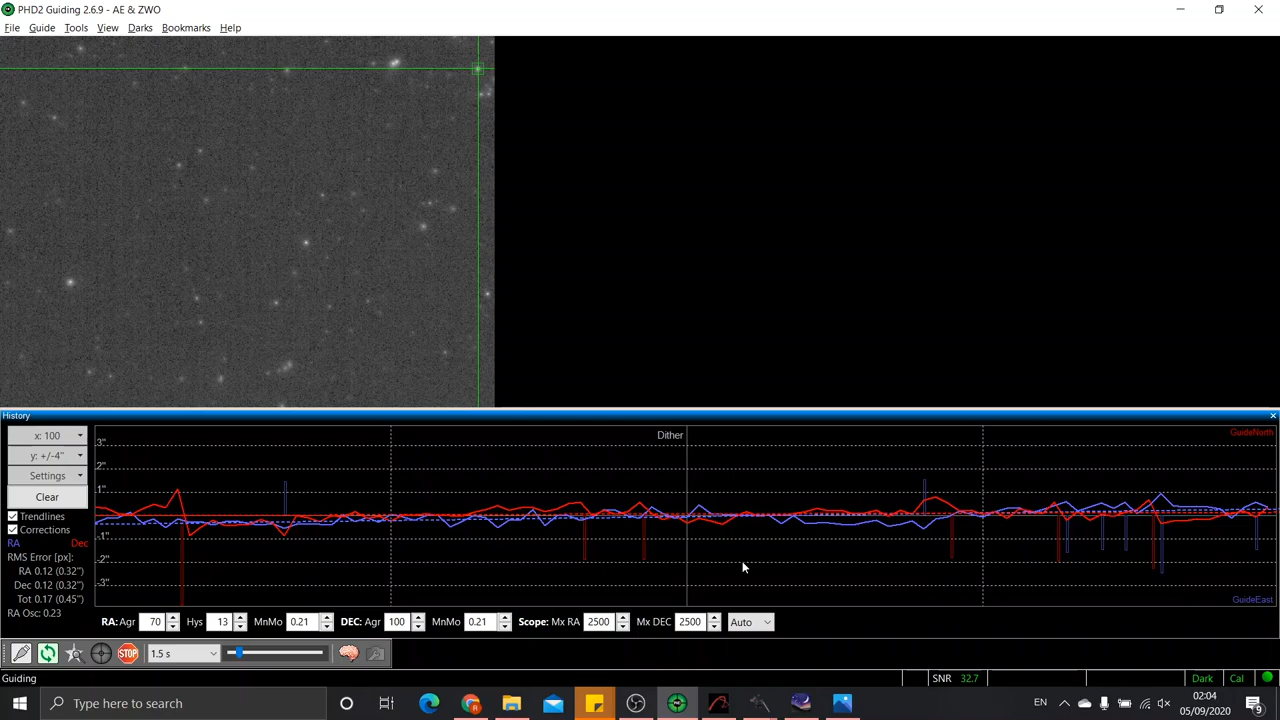 PHD2 Guiding 2.6.9 - AE & ZWO
File Guide Tools View Darks Bookmarks Help
History
x: 100
y: +/-4"
Settings
Clear
Trendlines
Corrections
RA Dec
RMS Error [px]:
RA 0.12 (0.32")
Dec 0.12 (0.32")
Tot 0.17 (0.45")
RA Osc: 0.23
3"
2"
1"
-1"
-2"
-3"
Dither
GuideNorth
GuideEast
RA: Agr 70 Hys 13 MnMo 0.21 DEC: Agr 100 MnMo 0.21 Scope: Mx RA 2500 Mx DEC 2500 Auto
STOP 1.5 s
Guiding SNR 32.7 Dark Cal
Type here to search
EN
02:04
05/09/2020
9